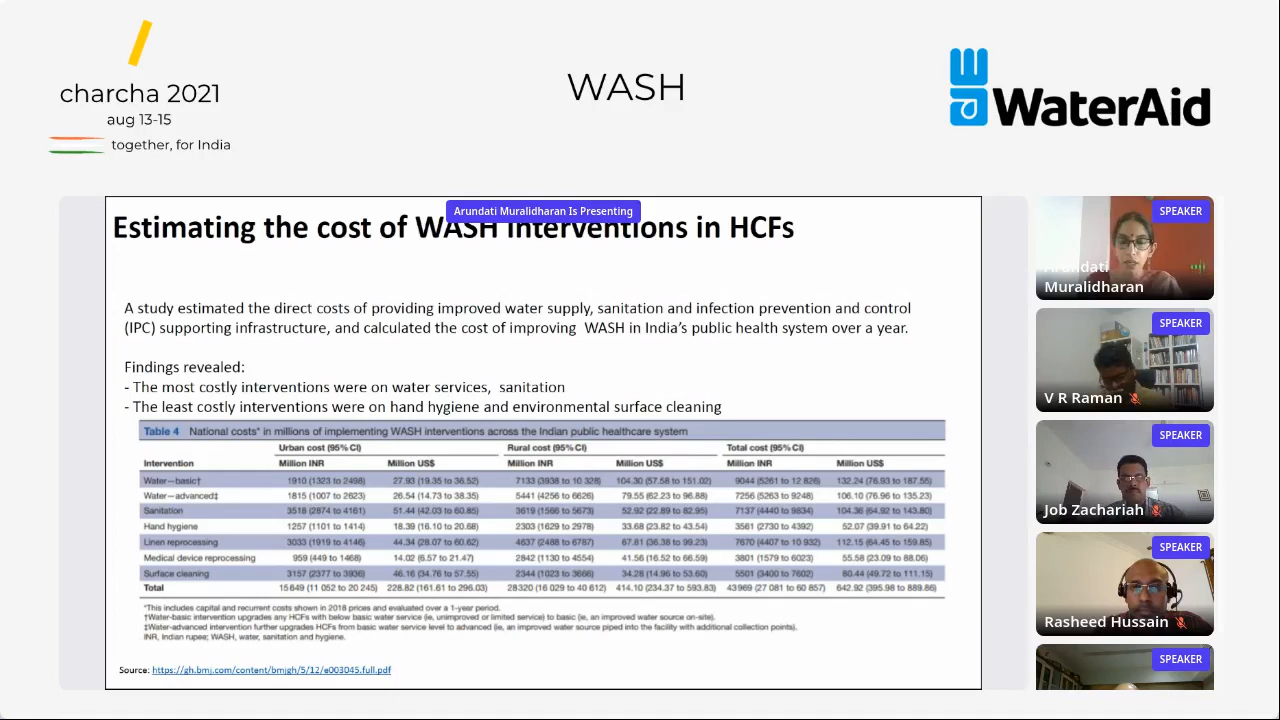 charcha 2021
aug 13-15
together, for India
WASH
WaterAid
Arundati Muralidharan Is Presenting
Estimating the cost of WASH interventions in HCFs
A study estimated the direct costs of providing improved water supply, sanitation and infection prevention and control
(IPC) supporting infrastructure, and calculated the cost of improving WASH in India's public health system over a year.
Findings revealed:
- The most costly interventions were on water services, sanitation
- The least costly interventions were on hand hygiene and environmental surface cleaning
Table 4 National costs* in millions of implementing WASH interventions across the Indian public healthcare system
Urban cost (95% CI) Rural cost (95% CI) Total cost (95% CI)
Intervention Million INR Million US$ Million INR Million US$ Million INR Million US$
Water—basic† 1910 (1323 to 2498) 27.93 (19.35 to 36.52) 7133 (3938 to 10 328) 104.30 (57.58 to 151.02) 9044 (5261 to 12 826) 132.24 (76.93 to 187.55)
Water—advanced‡ 1815 (1007 to 2623) 26.54 (14.73 to 38.35) 5441 (4256 to 6626) 79.55 (62.23 to 96.88) 7256 (5263 to 9248) 106.10 (76.96 to 135.23)
Sanitation 3518 (2874 to 4161) 51.44 (42.03 to 60.85) 3619 (1566 to 5673) 52.92 (22.89 to 82.95) 7137 (4440 to 9834) 104.36 (64.92 to 143.80)
Hand hygiene 1257 (1101 to 1414) 18.39 (16.10 to 20.68) 2303 (1629 to 2978) 33.68 (23.82 to 43.54) 3561 (2730 to 4392) 52.07 (39.91 to 64.22)
Linen reprocessing 3033 (1919 to 4146) 44.34 (28.07 to 60.62) 4637 (2488 to 6787) 67.81 (36.38 to 99.23) 7670 (4407 to 10 932) 112.15 (64.45 to 159.85)
Medical device reprocessing 959 (449 to 1468) 14.02 (6.57 to 21.47) 2842 (1130 to 4554) 41.56 (16.52 to 66.59) 3801 (1579 to 6023) 55.58 (23.09 to 88.06)
Surface cleaning 3157 (2377 to 3936) 46.16 (34.76 to 57.55) 2344 (1023 to 3666) 34.28 (14.96 to 53.60) 5501 (3400 to 7602) 80.44 (49.72 to 111.15)
Total 15 649 (11 052 to 20 245) 228.82 (161.61 to 296.03) 28 320 (16 029 to 40 612) 414.10 (234.37 to 593.83) 43 969 (27 081 to 60 857) 642.92 (395.98 to 889.86)
*This includes capital and recurrent costs shown in 2018 prices and evaluated over a 1-year period.
†Water-basic intervention upgrades any HCFs with below basic water service (ie, unimproved or limited service) to basic (ie, an improved water source on-site).
‡Water-advanced intervention further upgrades HCFs from basic water service level to advanced (ie, an improved water source piped into the facility with additional collection points).
INR, Indian rupee; WASH, water, sanitation and hygiene.
Source: https://gh.bmj.com/content/bmjgh/5/12/e003045.full.pdf
SPEAKER
Arundati
Muralidharan
SPEAKER
V R Raman
SPEAKER
Job Zachariah
SPEAKER
Rasheed Hussain
SPEAKER